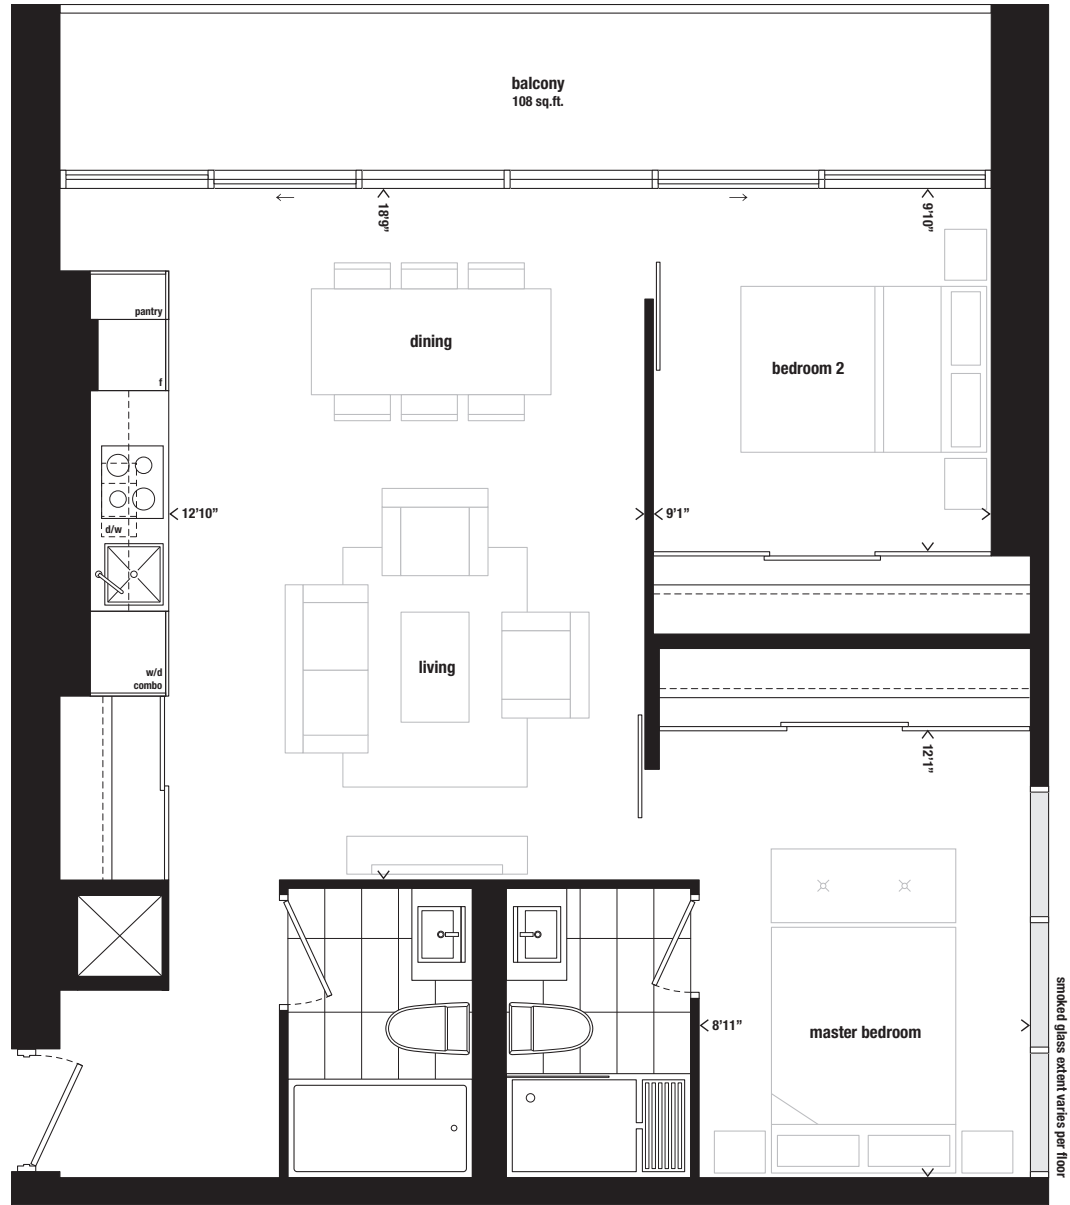 balcony
108 sq.ft.
18'9"
9'10"
pantry
dining
bedroom 2
f
12'10"
9'1"
d/w
living
w/d
combo
12'1"
8'11"
master bedroom
smoked glass extent varies per floor